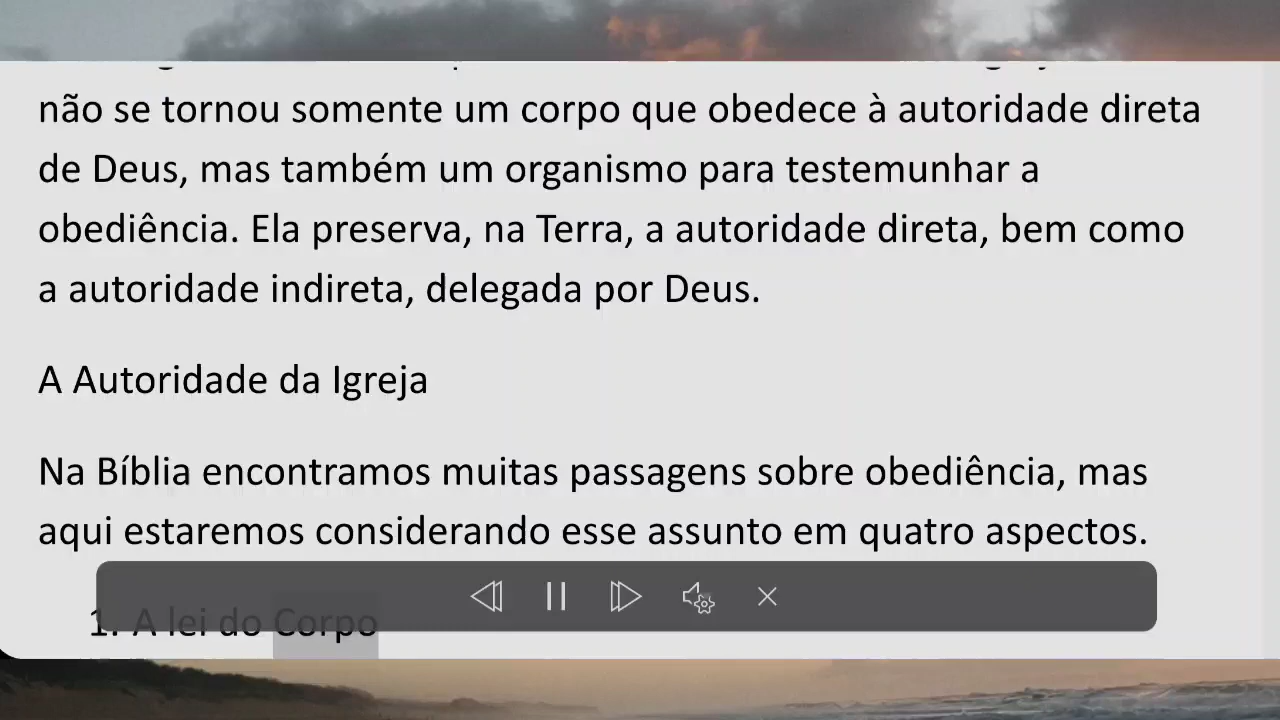 não se tornou somente um corpo que obedece à autoridade direta
de Deus, mas também um organismo para testemunhar a
obediência. Ela preserva, na Terra, a autoridade direta, bem como
a autoridade indireta, delegada por Deus.
A Autoridade da Igreja
Na Bíblia encontramos muitas passagens sobre obediência, mas
aqui estaremos considerando esse assunto em quatro aspectos.
1. A lei do Corpo